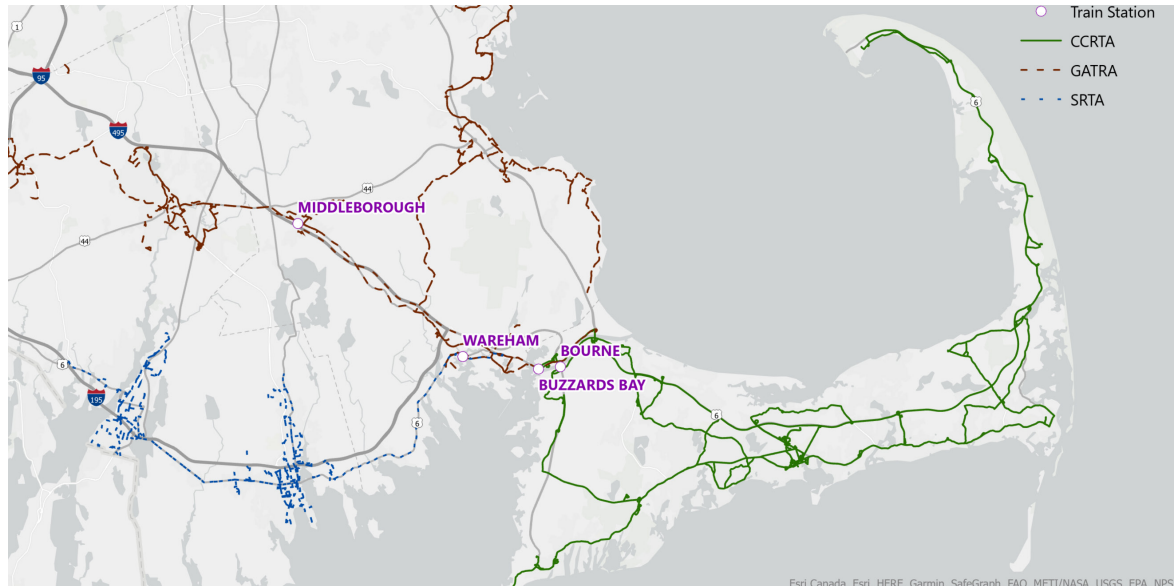 Train Station
CCRTA
GATRA
SRTA
1
95
495
6
44
MIDDLEBOROUGH
44
WAREHAM
BOURNE
BUZZARDS BAY
6
6
195
6
Esri Canada, Esri, HERE, Garmin, SafeGraph, FAO, METI/NASA, USGS, EPA, NPS